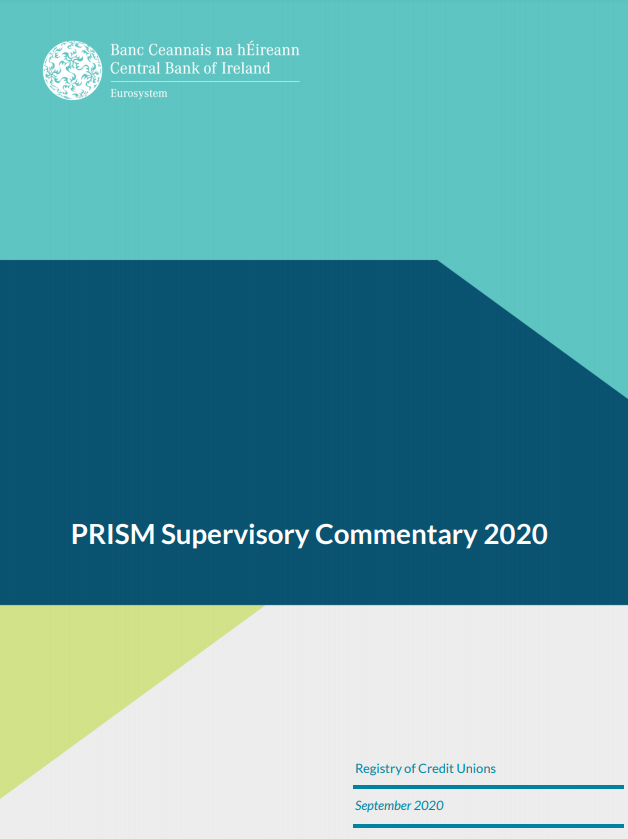 Banc Ceannais na hÉireann
Central Bank of Ireland
Eurosystem
PRISM Supervisory Commentary 2020
Registry of Credit Unions
September 2020